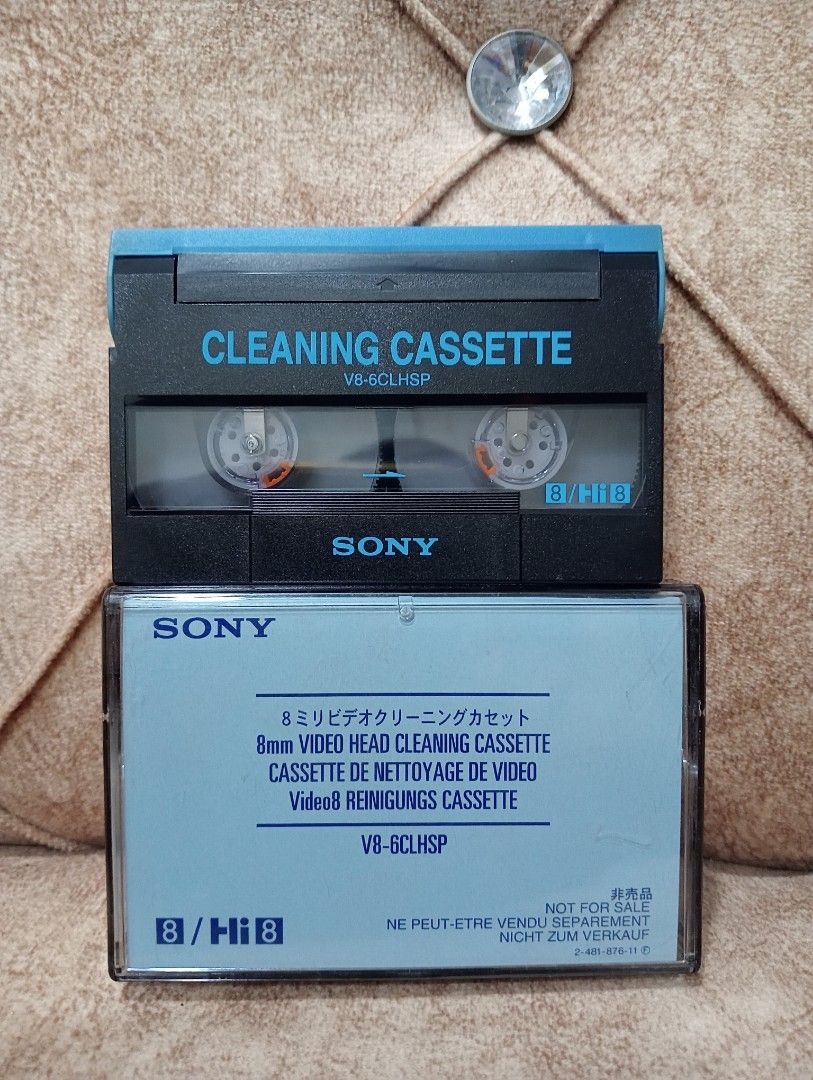 CLEANING CASSETTE
V8-6CLHSP
8/Hi8
SONY
SONY
8ミリビデオクリーニングカセット
8mm VIDEO HEAD CLEANING CASSETTE
CASSETTE DE NETTOYAGE DE VIDEO
Video8 REINIGUNGS CASSETTE
V8-6CLHSP
非売品
NOT FOR SALE
NE PEUT-ETRE VENDU SEPAREMENT
NICHT ZUM VERKAUF
2-481-876-11 Ⓕ
8/Hi8